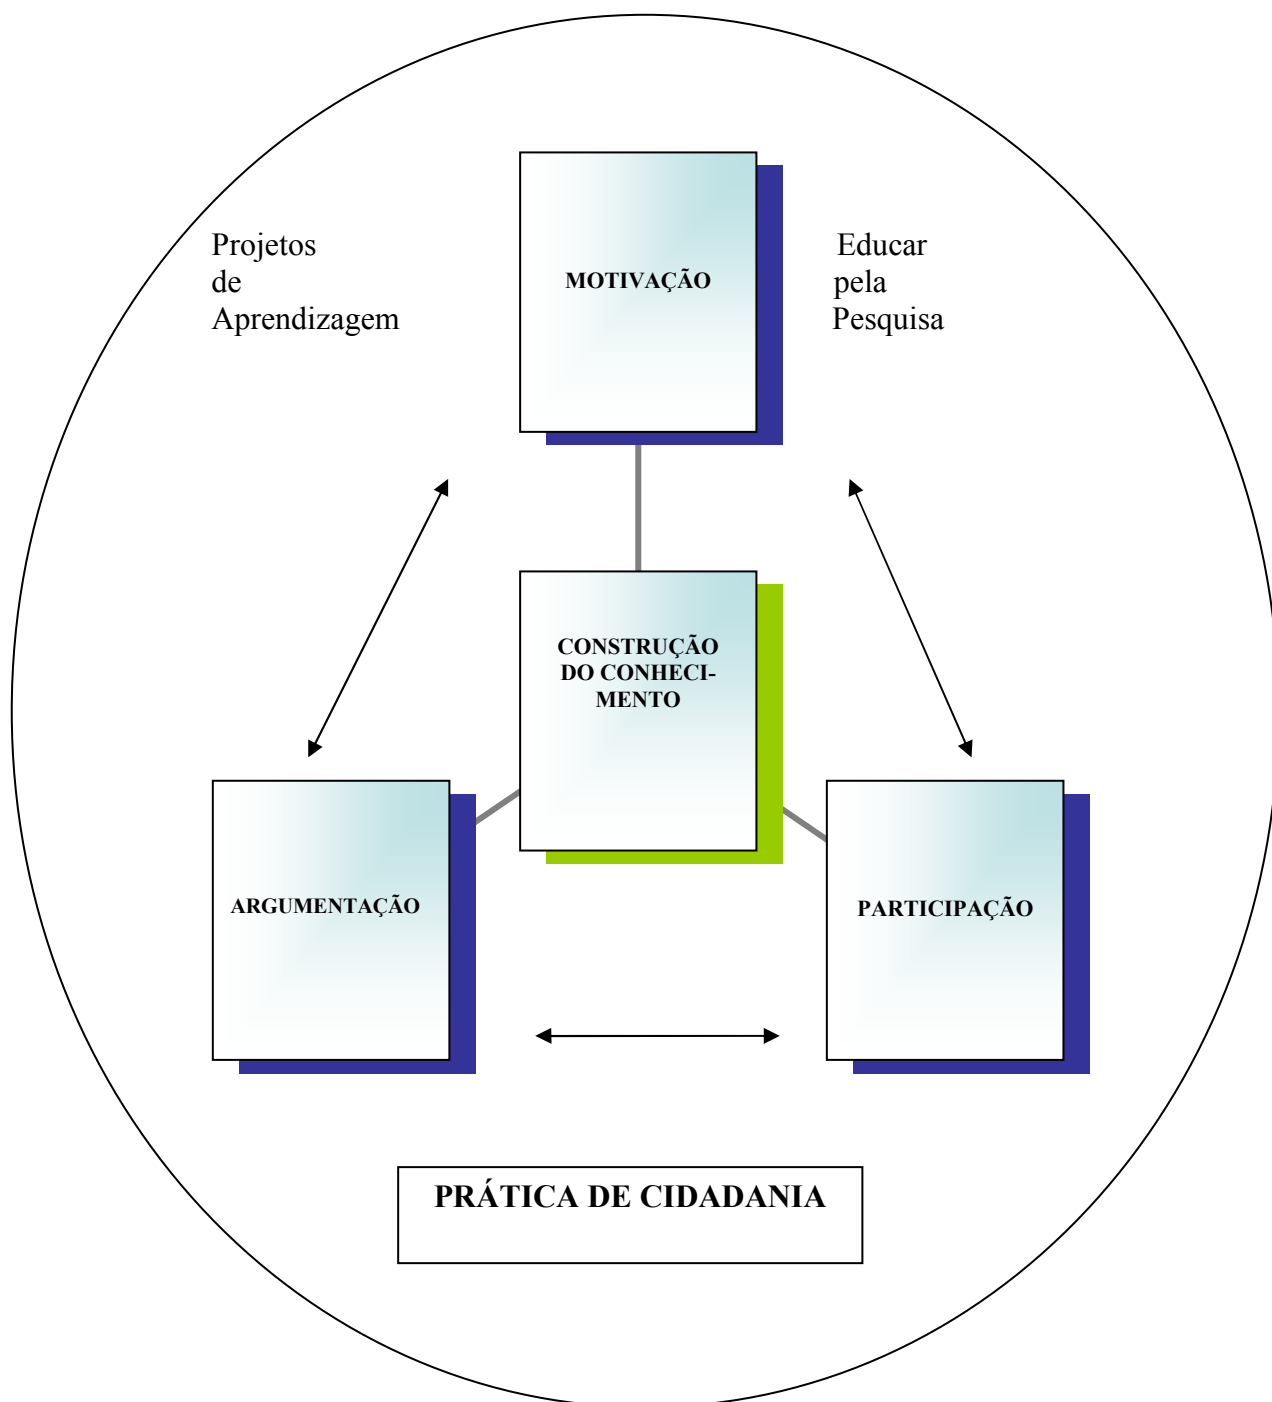 Projetos
de
Aprendizagem
MOTIVAÇÃO
Educar
pela
Pesquisa
CONSTRUÇÃO
DO CONHECI-
MENTO
ARGUMENTAÇÃO
PARTICIPAÇÃO
PRÁTICA DE CIDADANIA